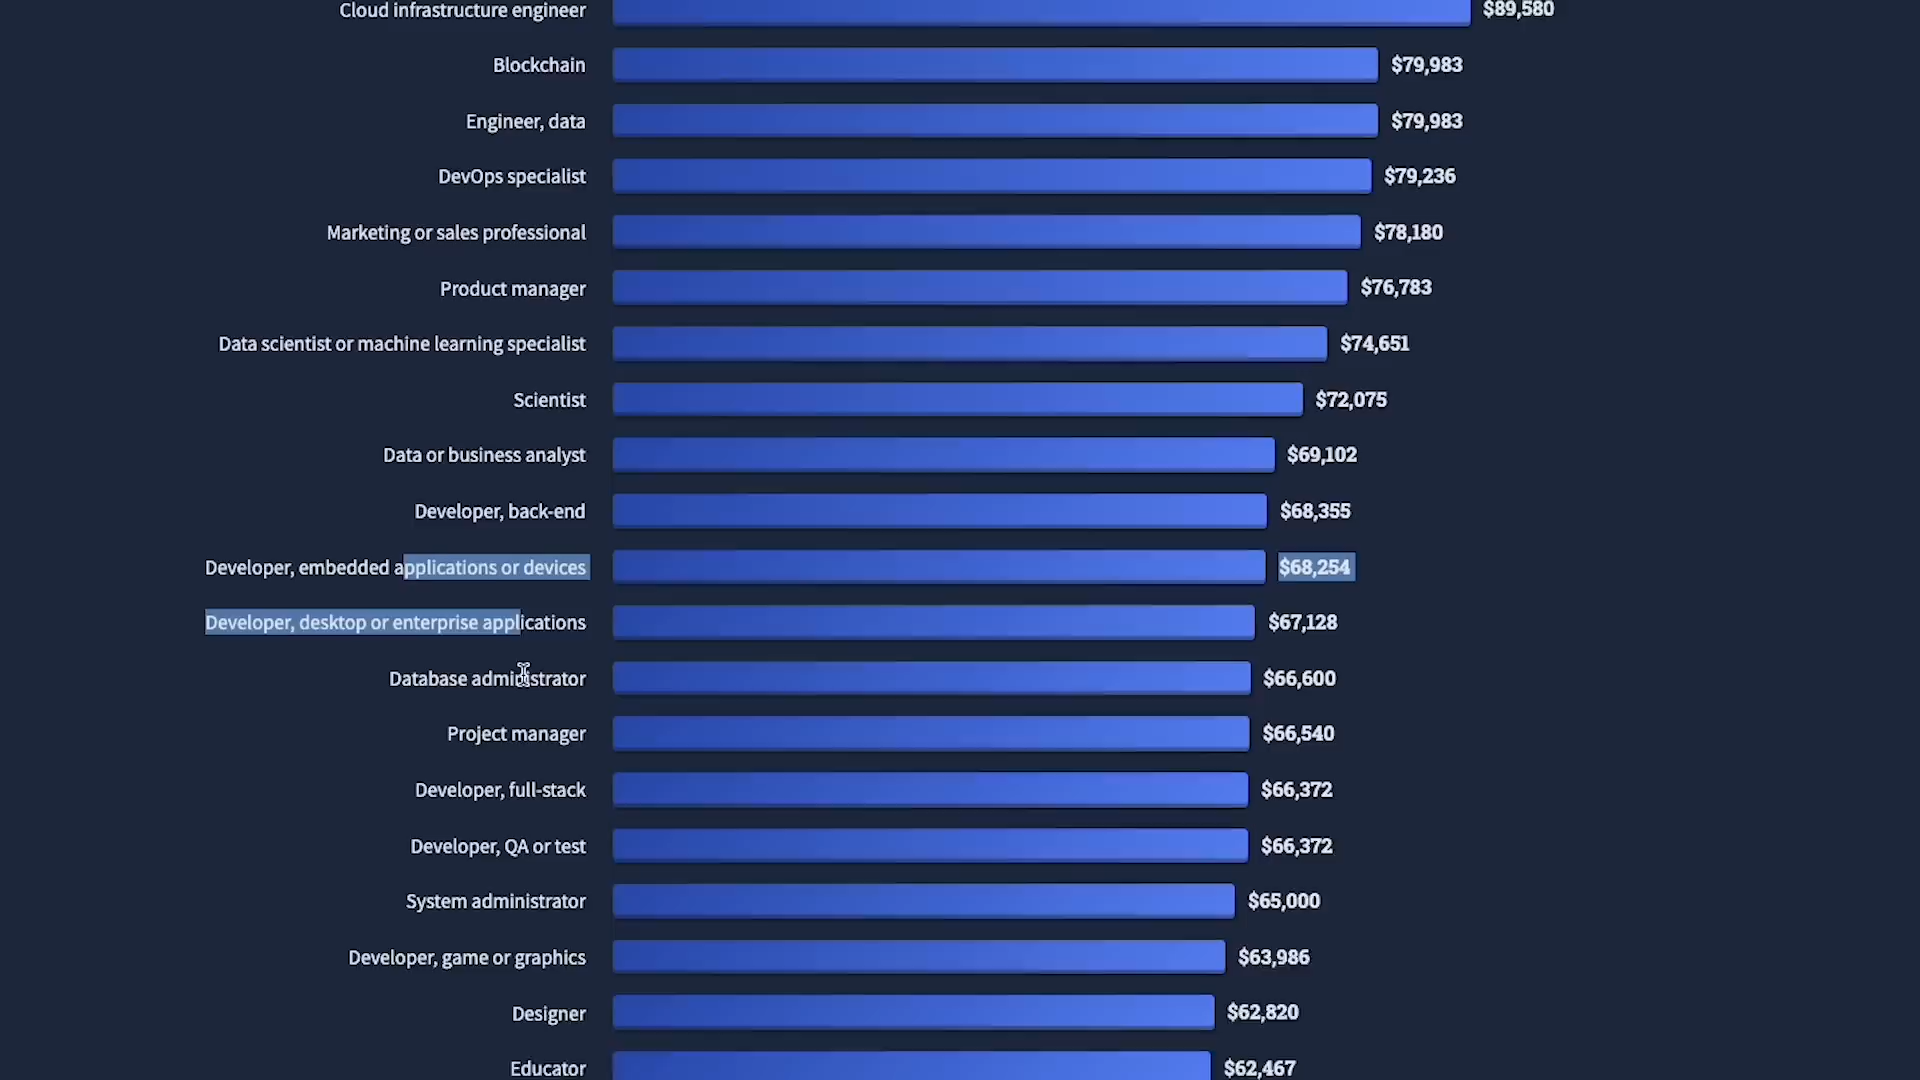 Cloud infrastructure engineer $89,580
Blockchain $79,983
Engineer, data $79,983
DevOps specialist $79,236
Marketing or sales professional $78,180
Product manager $76,783
Data scientist or machine learning specialist $74,651
Scientist $72,075
Data or business analyst $69,102
Developer, back-end $68,355
Developer, embedded applications or devices $68,254
Developer, desktop or enterprise applications $67,128
Database administrator $66,600
Project manager $66,540
Developer, full-stack $66,372
Developer, QA or test $66,372
System administrator $65,000
Developer, game or graphics $63,986
Designer $62,820
Educator $62,467